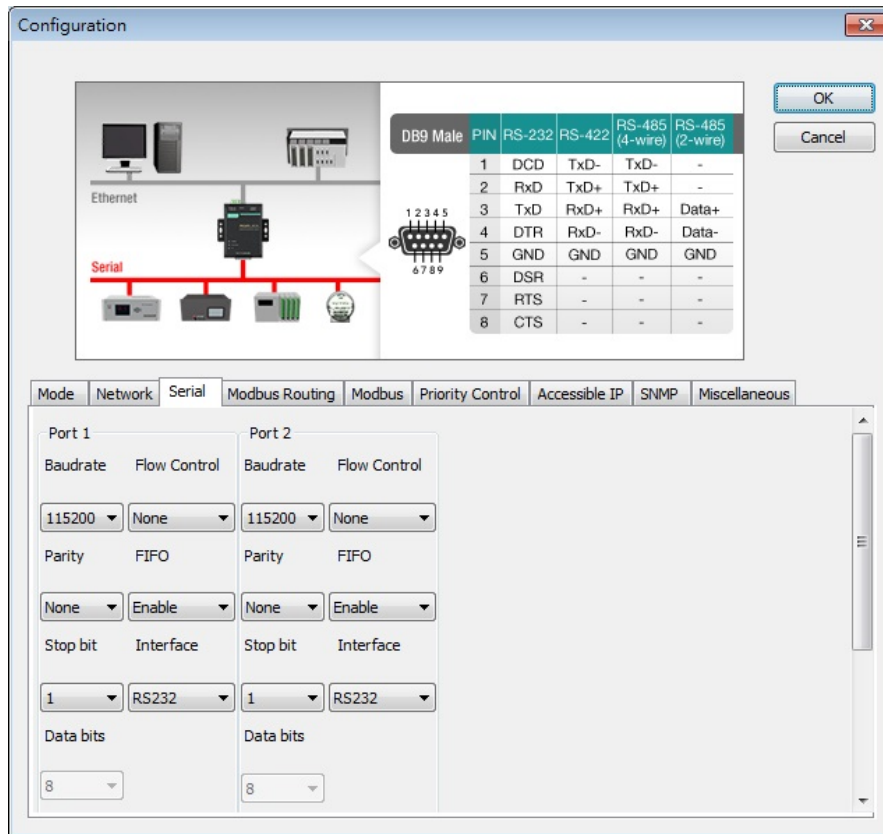 Configuration
OK
Cancel
Ethernet
Serial
DB9 Male PIN RS-232 RS-422 RS-485 (4-wire) RS-485 (2-wire)
1 DCD TxD- TxD- -
2 RxD TxD+ TxD+ -
3 TxD RxD+ RxD+ Data+
4 DTR RxD- RxD- Data-
5 GND GND GND GND
6 DSR - - -
7 RTS - - -
8 CTS - - -
1 2 3 4 5
6 7 8 9
Mode Network Serial Modbus Routing Modbus Priority Control Accessible IP SNMP Miscellaneous
Port 1 Port 2
Baudrate Flow Control Baudrate Flow Control
115200 None 115200 None
Parity FIFO Parity FIFO
None Enable None Enable
Stop bit Interface Stop bit Interface
1 RS232 1 RS232
Data bits Data bits
8 8